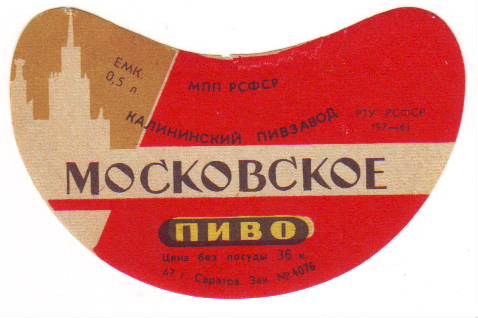 ЕМК.
0,5 л
МПП РСФСР
КАЛИНИНСКИЙ ПИВЗАВОД
РТУ РСФСР
197—61
МОСКОВСКОЕ
ПИВО
Цена без посуды 36 к.
67 г. Саратов. Зак. № 4076